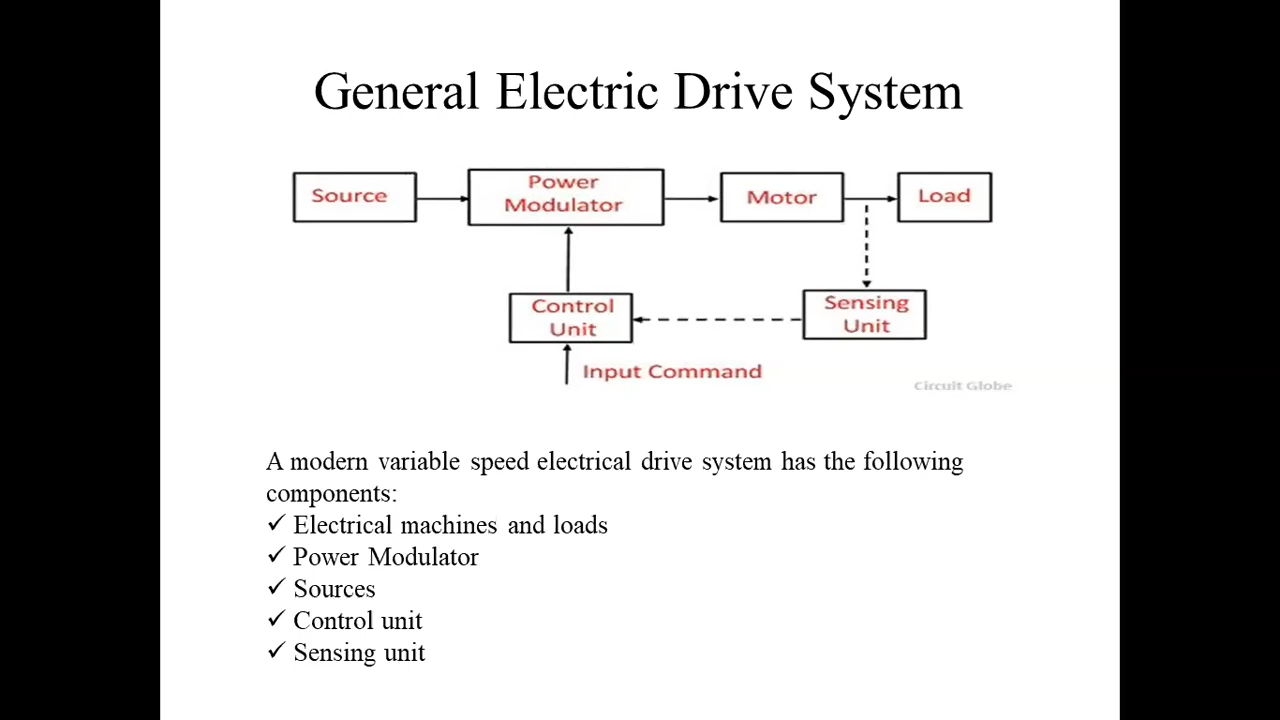 General Electric Drive System
Source
Power
Modulator
Motor
Load
Control
Unit
Sensing
Unit
Input Command
Circuit Globe
A modern variable speed electrical drive system has the following
components:
✓ Electrical machines and loads
✓ Power Modulator
✓ Sources
✓ Control unit
✓ Sensing unit